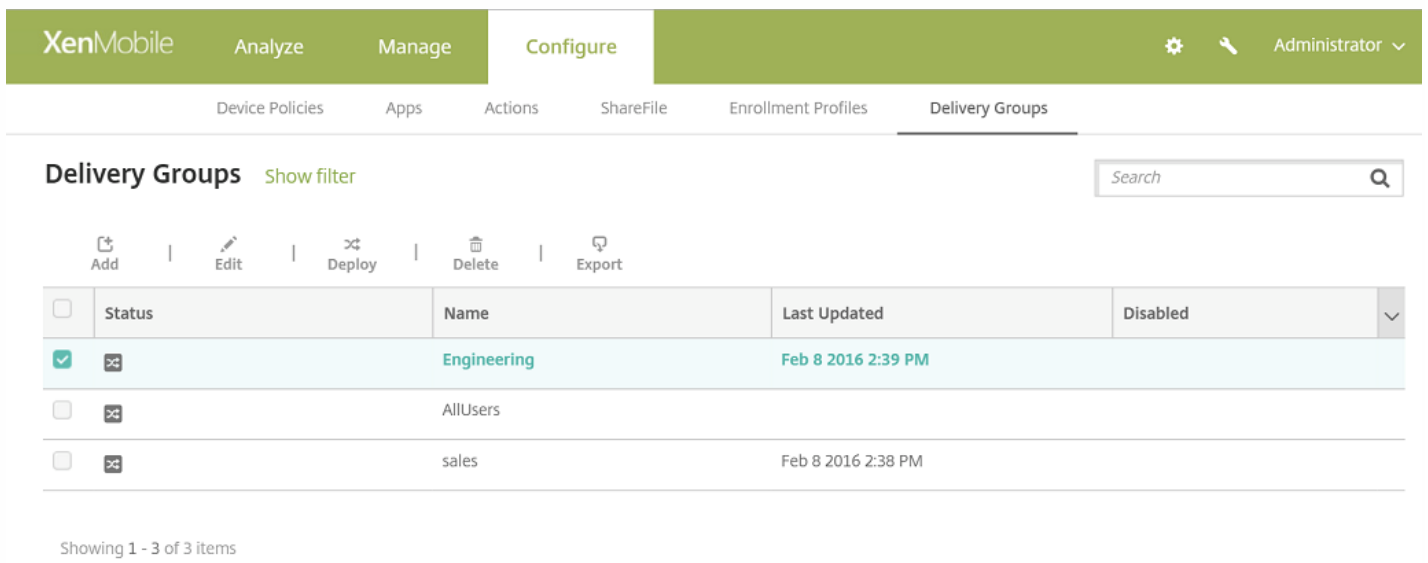 XenMobile Analyze Manage Configure Administrator
Device Policies Apps Actions ShareFile Enrollment Profiles Delivery Groups
Delivery Groups Show filter Search
Add | Edit | Deploy | Delete | Export
Status Name Last Updated Disabled
Engineering Feb 8 2016 2:39 PM
AllUsers
sales Feb 8 2016 2:38 PM
Showing 1 - 3 of 3 items